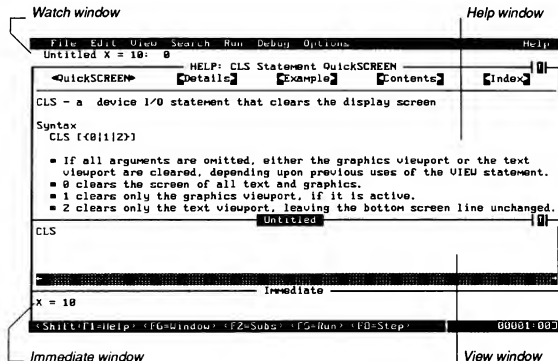 Watch window Help window
File Edit View Search Run Debug Options Help
Untitled X = 10: 0
HELP: CLS Statement QuickSCREEN
◄QuickSCREEN► ◄Details► ◄Example► ◄Contents► ◄Index►
CLS - a device I/O statement that clears the display screen
Syntax
CLS [{0|1|2}]
■ If all arguments are omitted, either the graphics viewport or the text
viewport are cleared, depending upon previous uses of the VIEW statement.
■ 0 clears the screen of all text and graphics.
■ 1 clears only the graphics viewport, if it is active.
■ 2 clears only the text viewport, leaving the bottom screen line unchanged.
Untitled
CLS
Immediate
X = 10
<Shift+F1=Help> <F6=Window> <F2=Subs> <F5=Run> <F8=Step> 00001:003
Immediate window View window